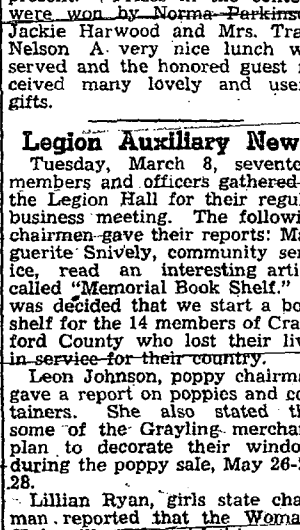 were won by Norma Parkins
Jackie Harwood and Mrs. Tra
Nelson A very nice lunch w
served and the honored guest
ceived many lovely and use
gifts.
Legion Auxiliary New
Tuesday, March 8, sevente
members and officers gathered
the Legion Hall for their regu
business meeting. The followi
chairmen gave their reports: Ma
guerite Snively, community ser
ice, read an interesting arti
called "Memorial Book Shelf."
was decided that we start a bo
shelf for the 14 members of Cra
ford County who lost their liv
in service for their country.
Leon Johnson, poppy chairm
gave a report on poppies and co
tainers. She also stated th
some of the Grayling merchan
plan to decorate their windo
during the poppy sale, May 26-
28.
Lillian Ryan, girls state cha
man reported that the Woma